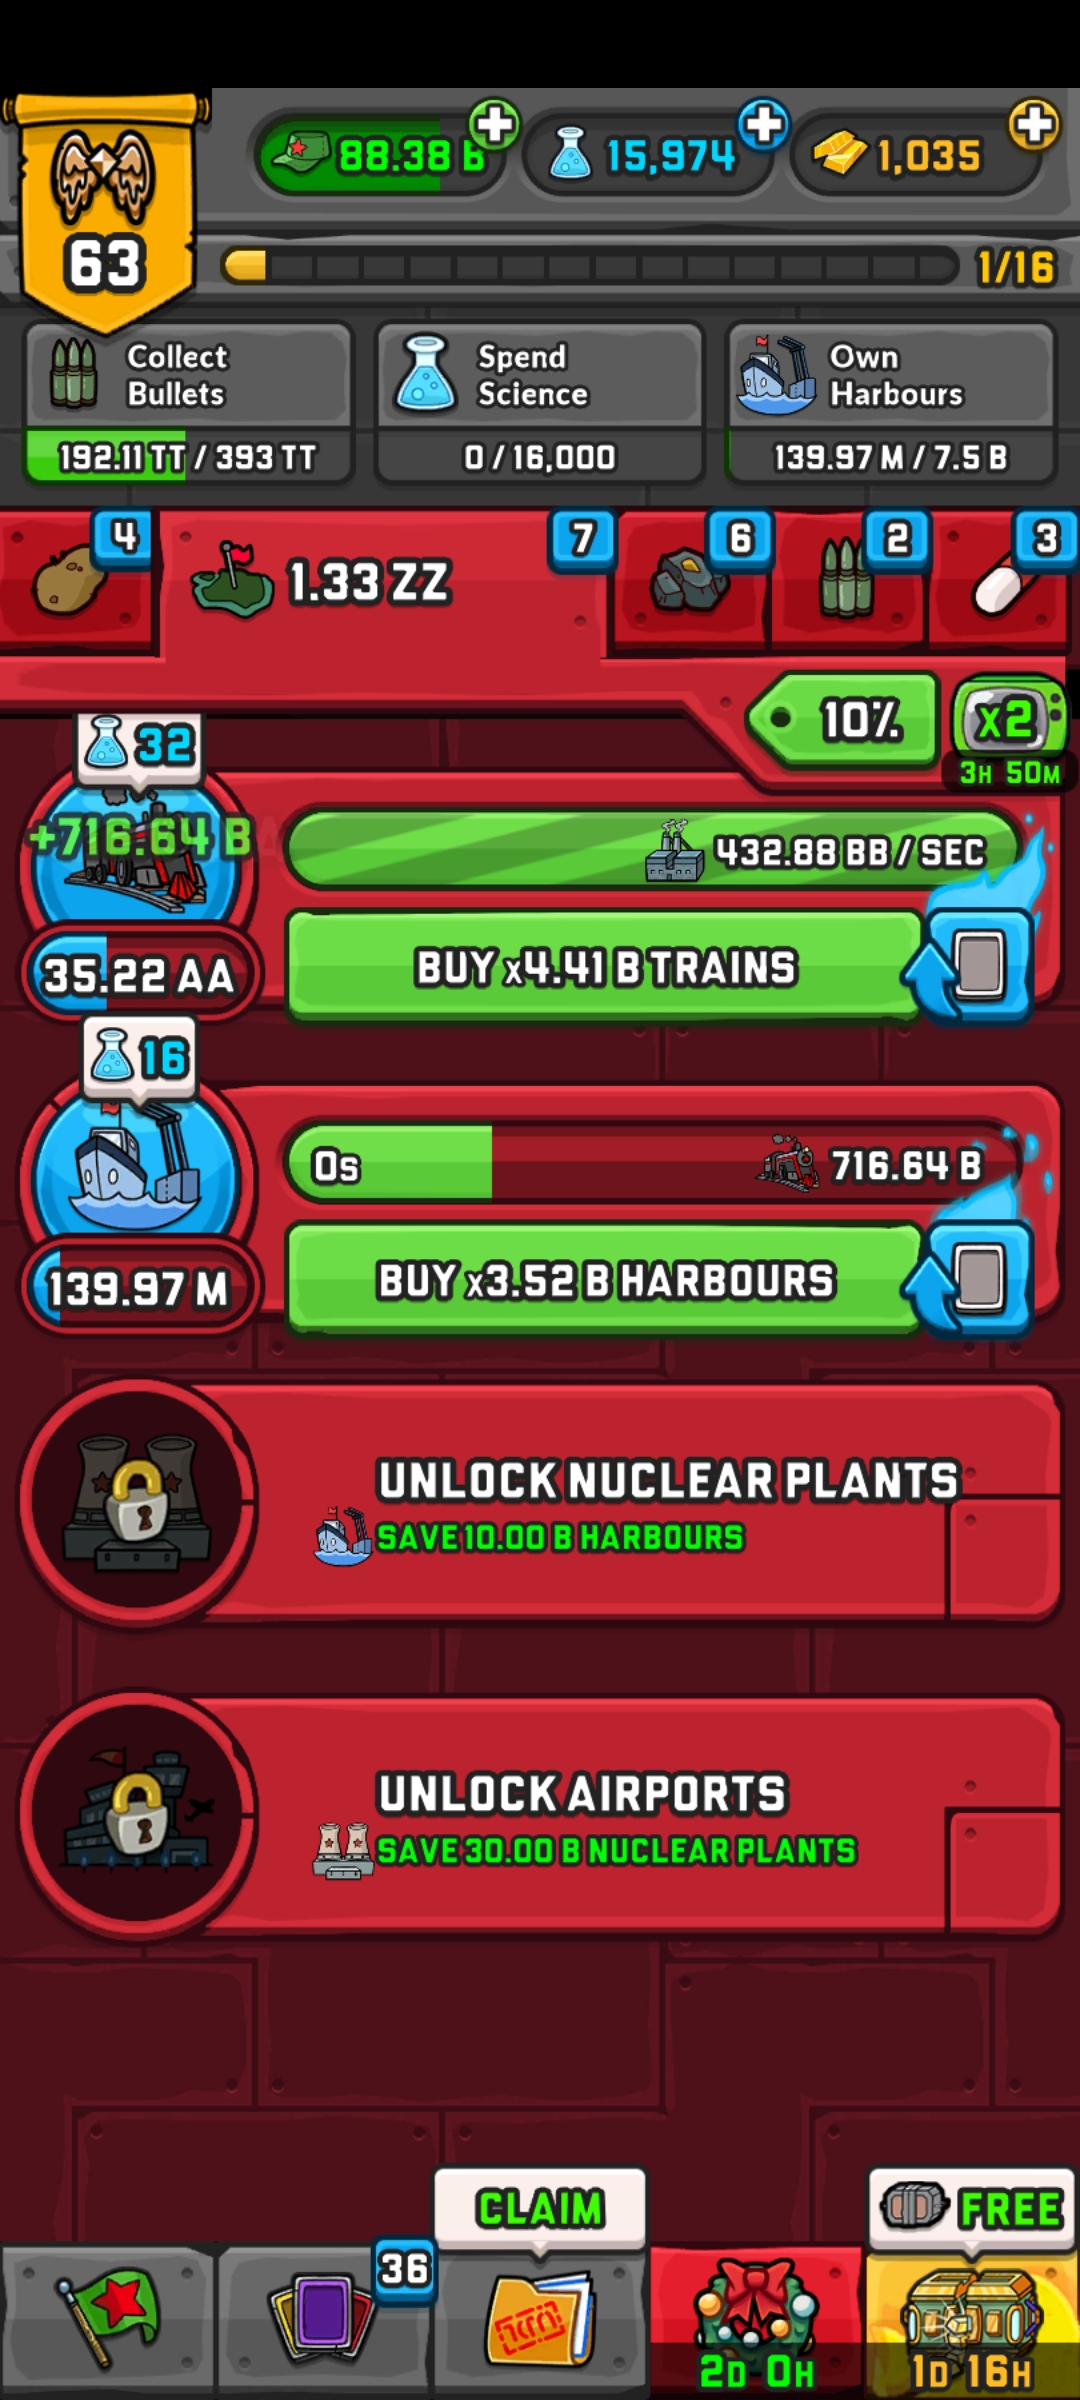 88.38 B
15,974
1,035
63
1/16
Collect
Bullets
192.11 TT / 393 TT
Spend
Science
0 / 16,000
Own
Harbours
139.97 M / 7.5 B
4
1.33 ZZ
7
6
2
3
10%
x2
3H 50M
32
+716.64 B
432.88 BB / SEC
35.22 AA
BUY x4.41 B TRAINS
16
0s
716.64 B
139.97 M
BUY x3.52 B HARBOURS
UNLOCK NUCLEAR PLANTS
SAVE 10.00 B HARBOURS
UNLOCK AIRPORTS
SAVE 30.00 B NUCLEAR PLANTS
CLAIM
FREE
36
2D 0H
1D 16H